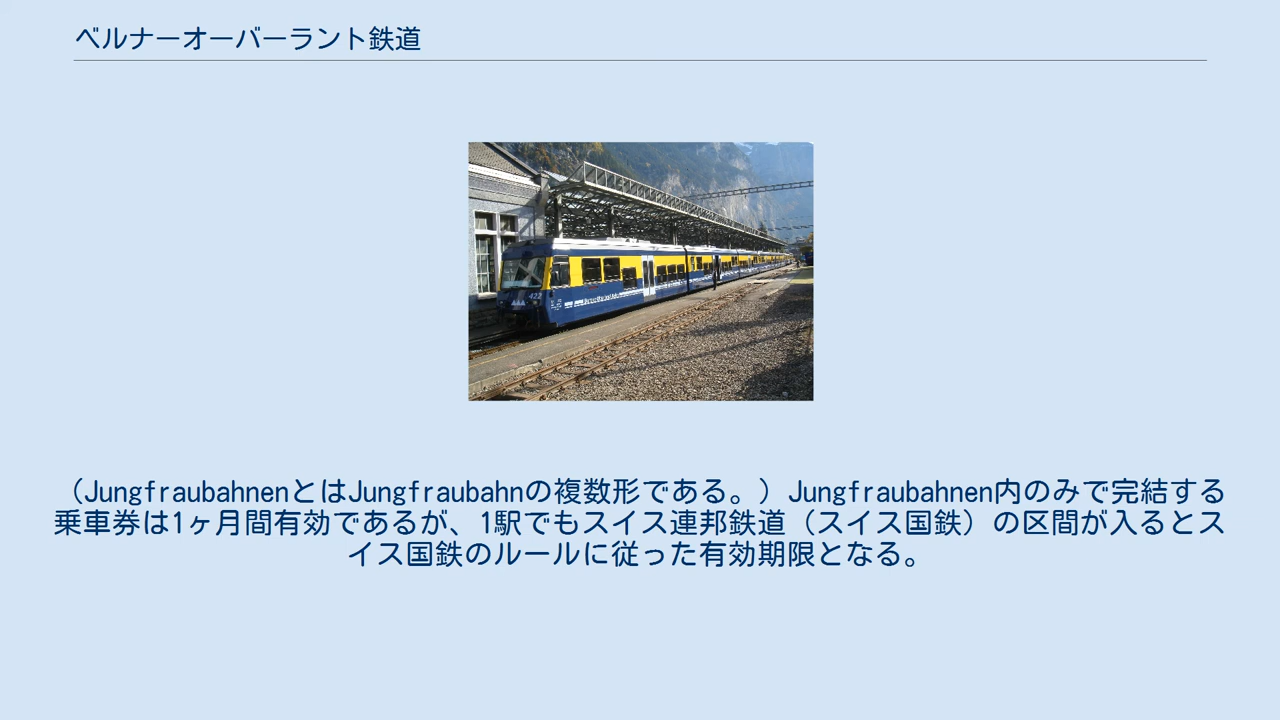 ベルナーオーバーラント鉄道
422
（JungfraubahnenとはJungfraubahnの複数形である。）Jungfraubahnen内のみで完結する
乗車券は1ヶ月間有効であるが、1駅でもスイス連邦鉄道（スイス国鉄）の区間が入るとス
イス国鉄のルールに従った有効期限となる。